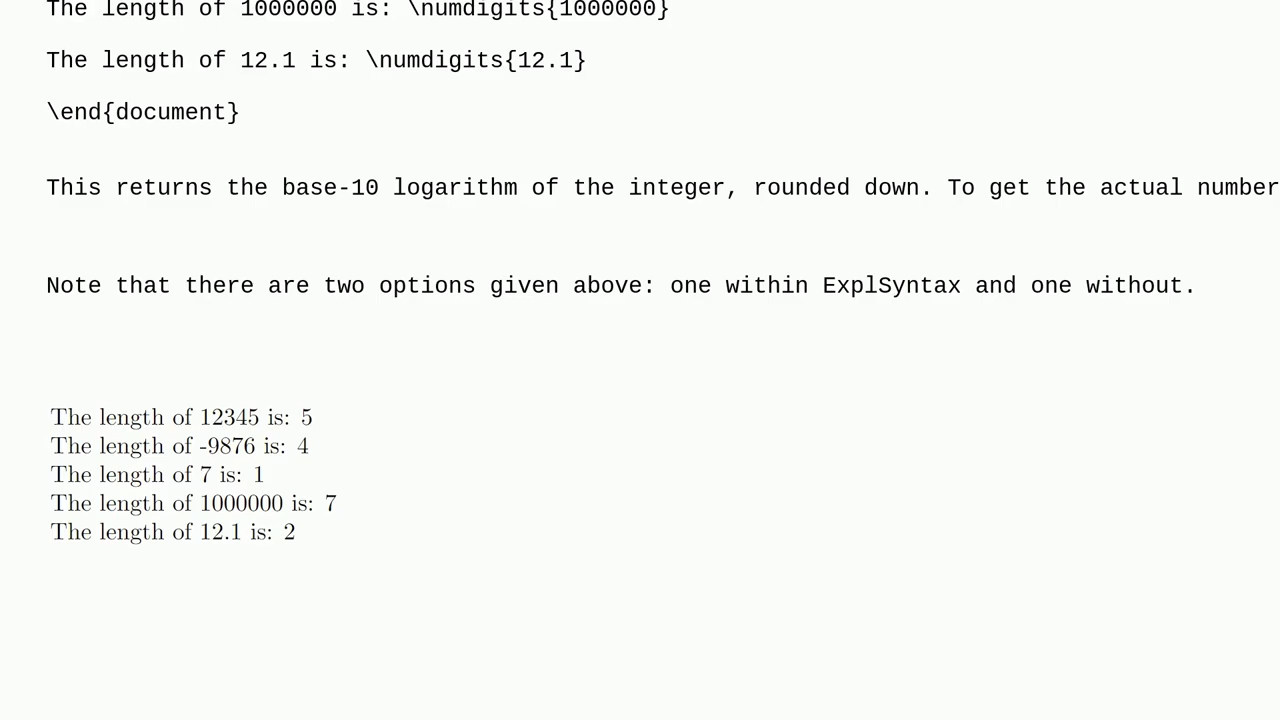 The length of 1000000 is: \numdigits{1000000}
The length of 12.1 is: \numdigits{12.1}
\end{document}
This returns the base-10 logarithm of the integer, rounded down. To get the actual number
Note that there are two options given above: one within ExplSyntax and one without.
The length of 12345 is: 5
The length of -9876 is: 4
The length of 7 is: 1
The length of 1000000 is: 7
The length of 12.1 is: 2